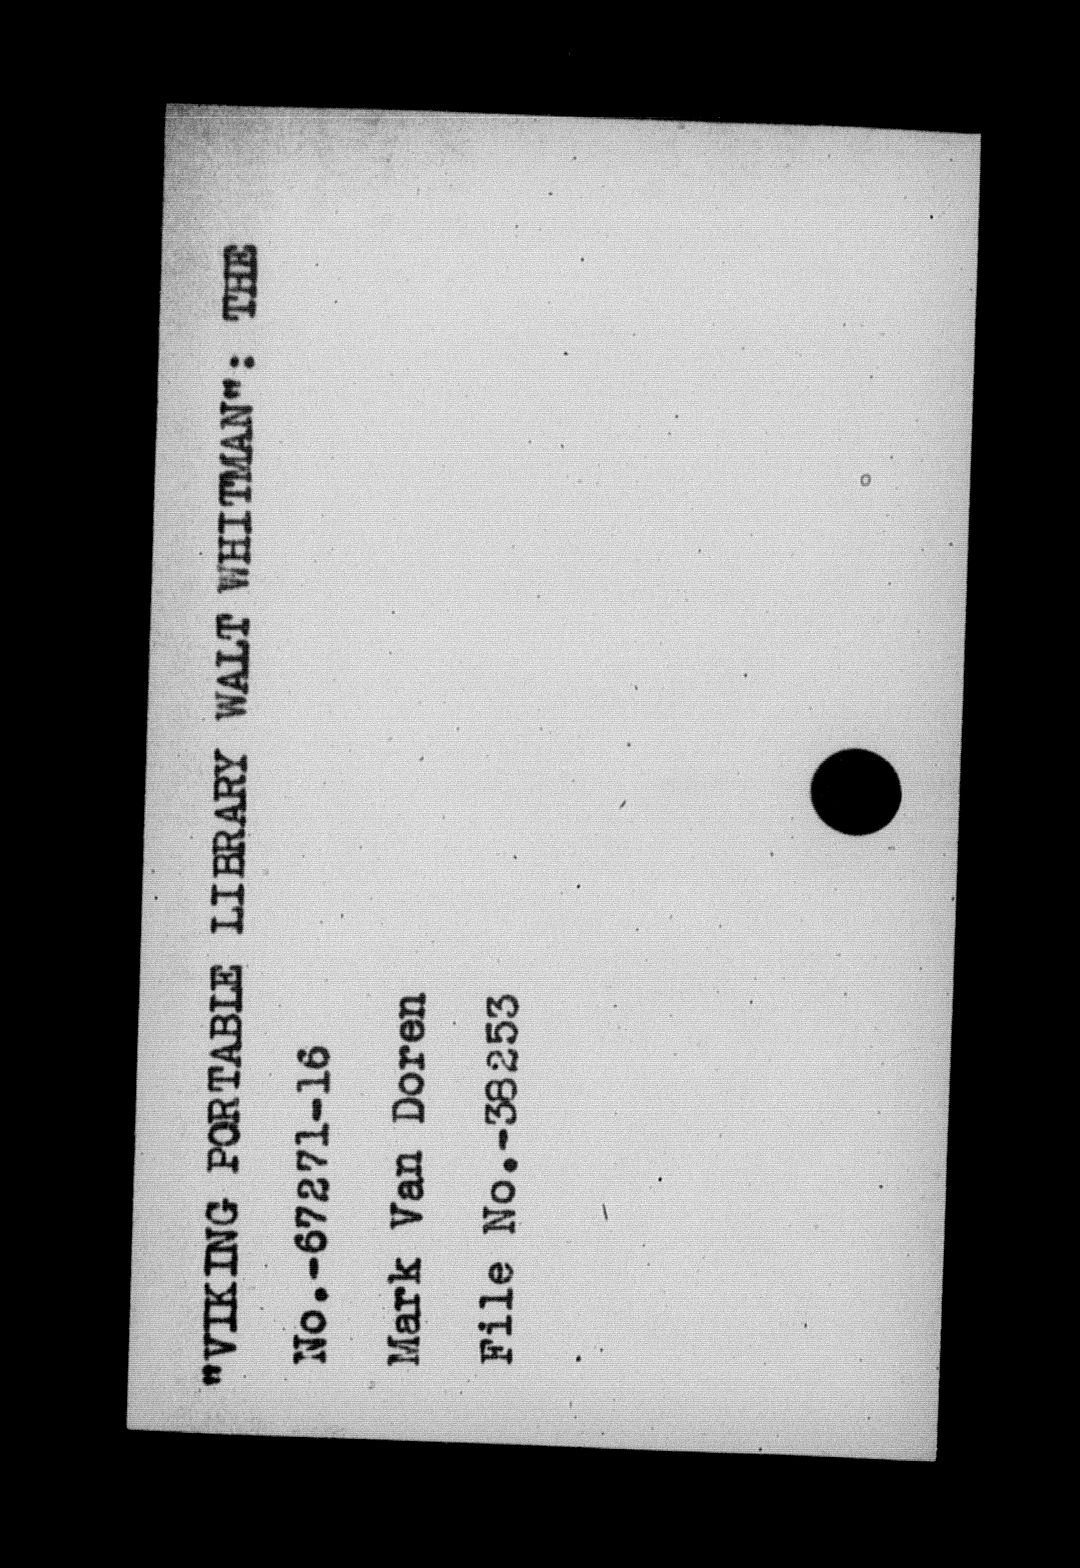 "VIKING PORTABLE LIBRARY WALT WHITMAN": THE
No.-67271-16
Mark Van Doren
File No.-38253